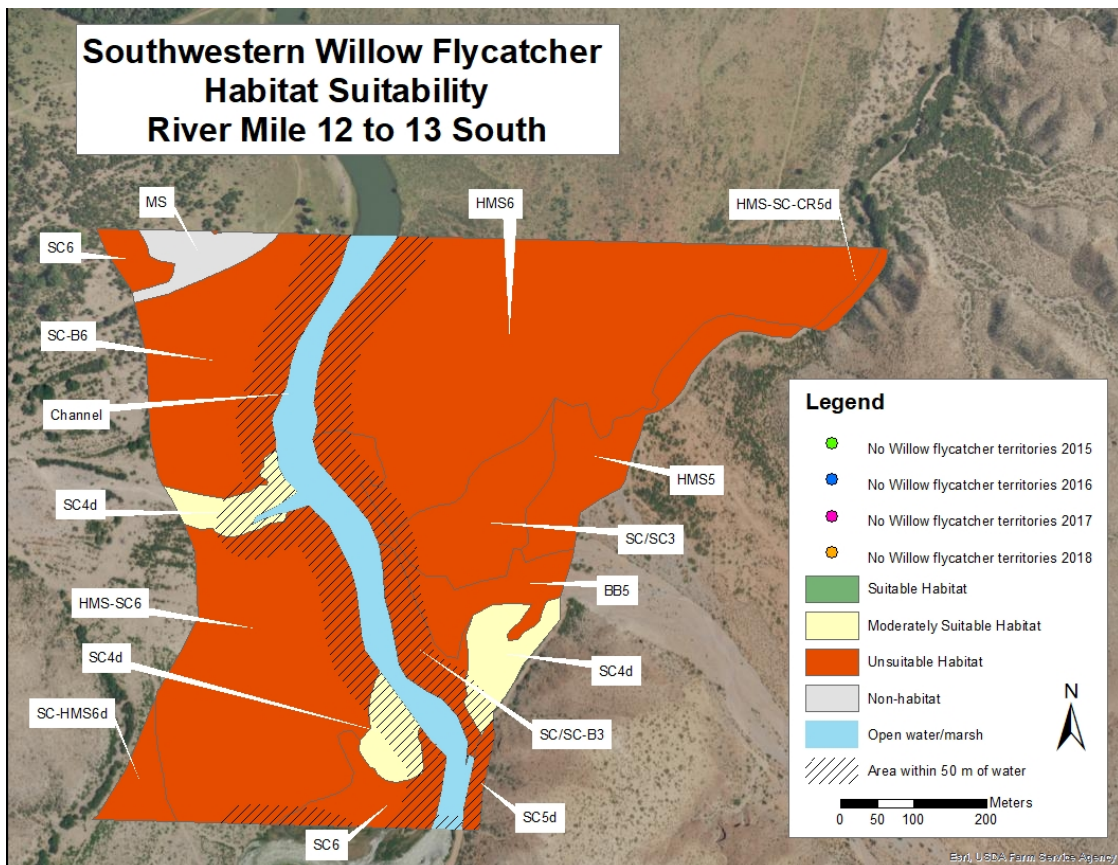 Southwestern Willow Flycatcher
Habitat Suitability
River Mile 12 to 13 South
MS
HMS6
HMS-SC-CR5d
SC6
SC-B6
Channel
HMS5
SC4d
SC/SC3
BB5
HMS-SC6
SC4d
SC4d
SC-HMS6d
SC/SC-B3
SC5d
SC6
Legend
No Willow flycatcher territories 2015
No Willow flycatcher territories 2016
No Willow flycatcher territories 2017
No Willow flycatcher territories 2018
Suitable Habitat
Moderately Suitable Habitat
Unsuitable Habitat
Non-habitat
Open water/marsh
Area within 50 m of water
N
Meters
0 50 100 200
Esri, USDA Farm Service Agency